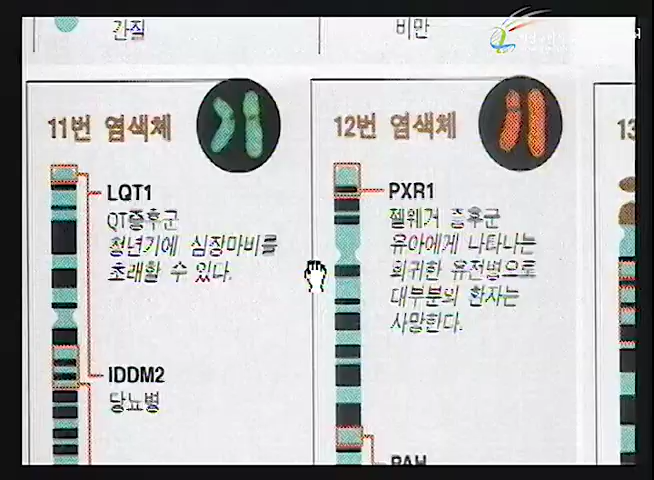 간질
비만
11번 염색체
LQT1
QT증후군
청년기에 심장마비를
초래할 수 있다.
IDDM2
당뇨병
12번 염색체
PXR1
젤웨거 증후군
유아에게 나타나는
희귀한 유전병으로
대부분의 환자는
사망한다.
PAH
13